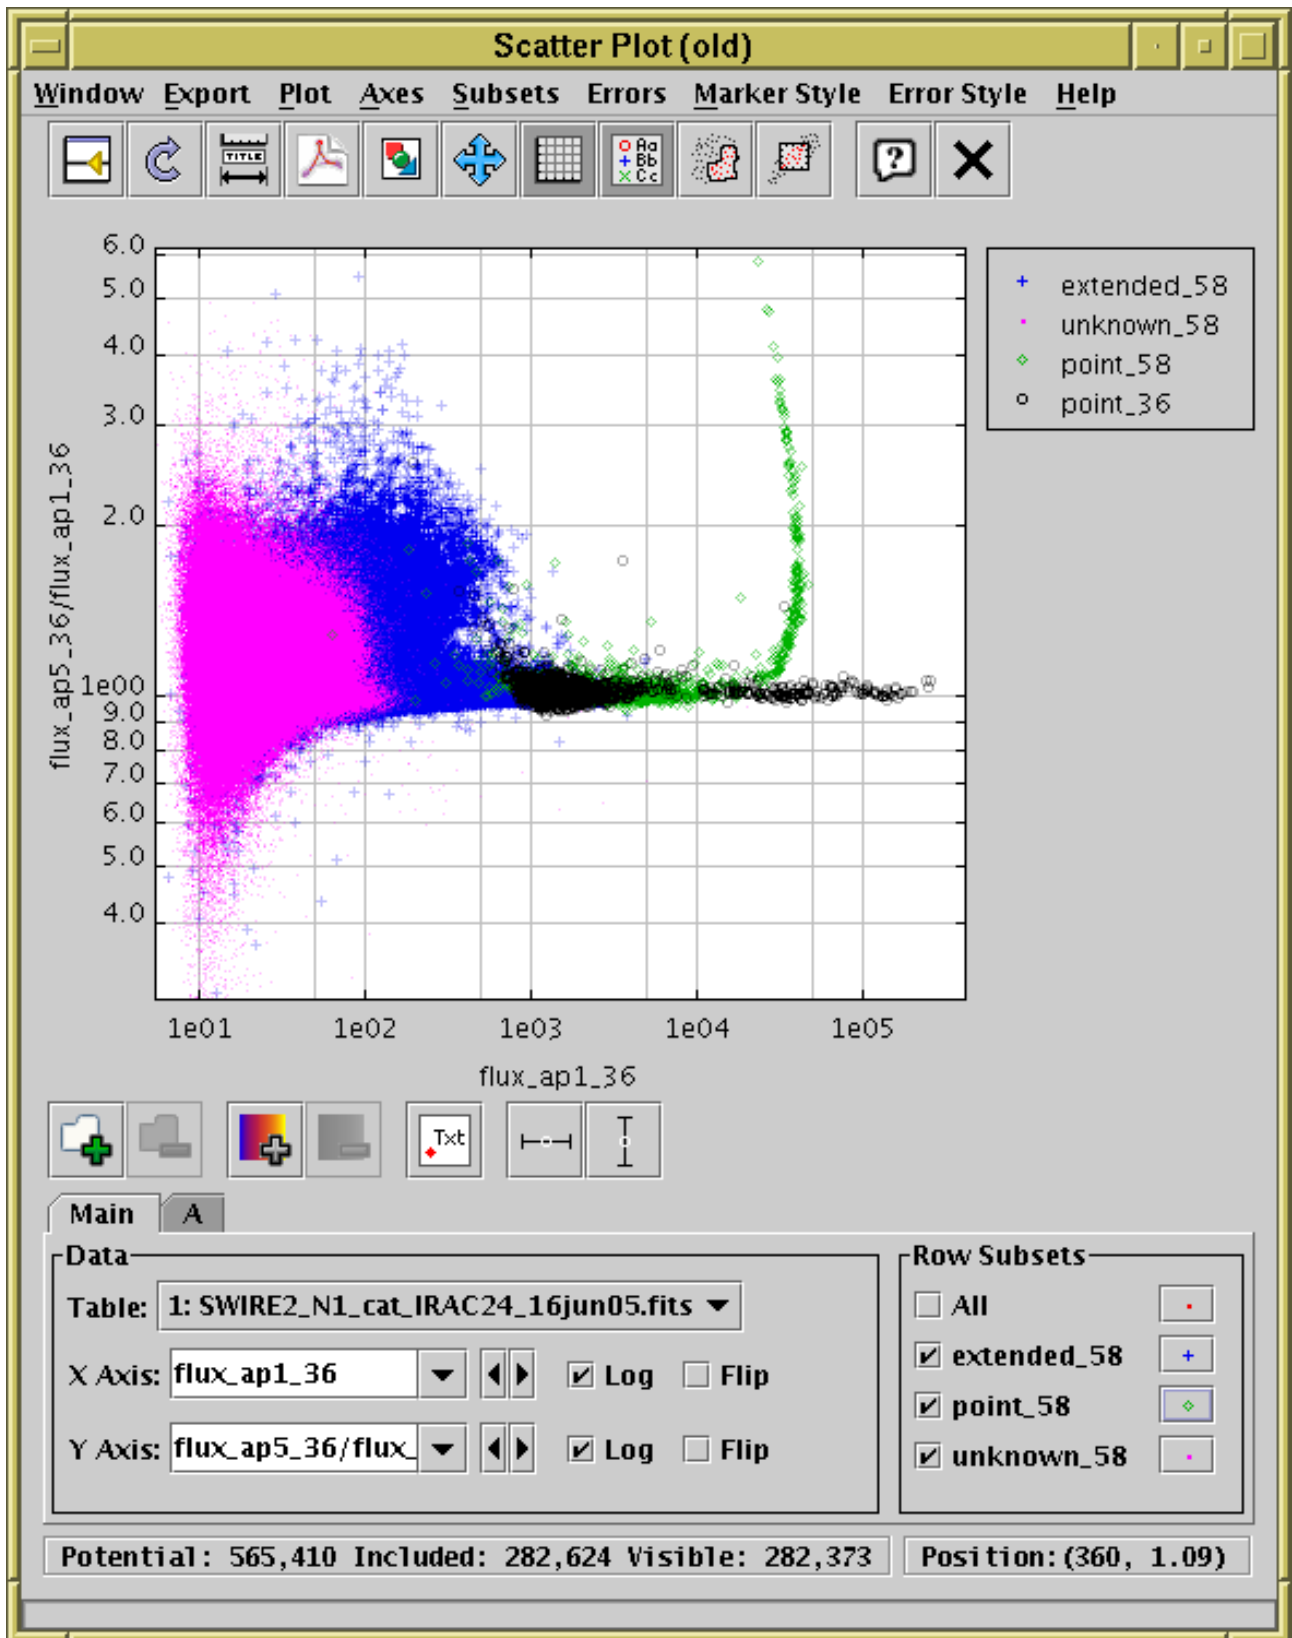 Scatter Plot (old)
Window Export Plot Axes Subsets Errors Marker Style Error Style Help
TITLE
Aa
Bb
Cc
?
6.0
5.0
4.0
3.0
2.0
1e00
9.0
8.0
7.0
6.0
5.0
4.0
flux_ap5_36/flux_ap1_36
1e01 1e02 1e03 1e04 1e05
flux_ap1_36
extended_58
unknown_58
point_58
point_36
Txt
Main A
Data
Table: 1: SWIRE2_N1_cat_IRAC24_16jun05.fits
X Axis: flux_ap1_36 Log Flip
Y Axis: flux_ap5_36/flux_ Log Flip
Row Subsets
All
extended_58
point_58
unknown_58
Potential: 565,410 Included: 282,624 Visible: 282,373 Position: (360, 1.09)